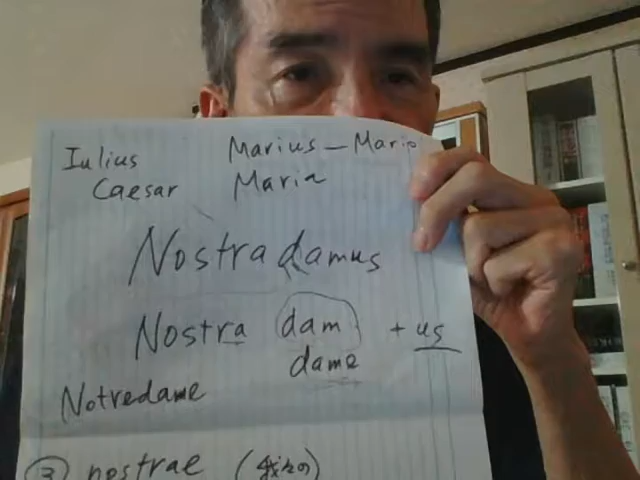 Iulius Marius - Mario
Caesar Maria
Nostradamus
Nostra dam + us
dame
Notredame
③ nostrae